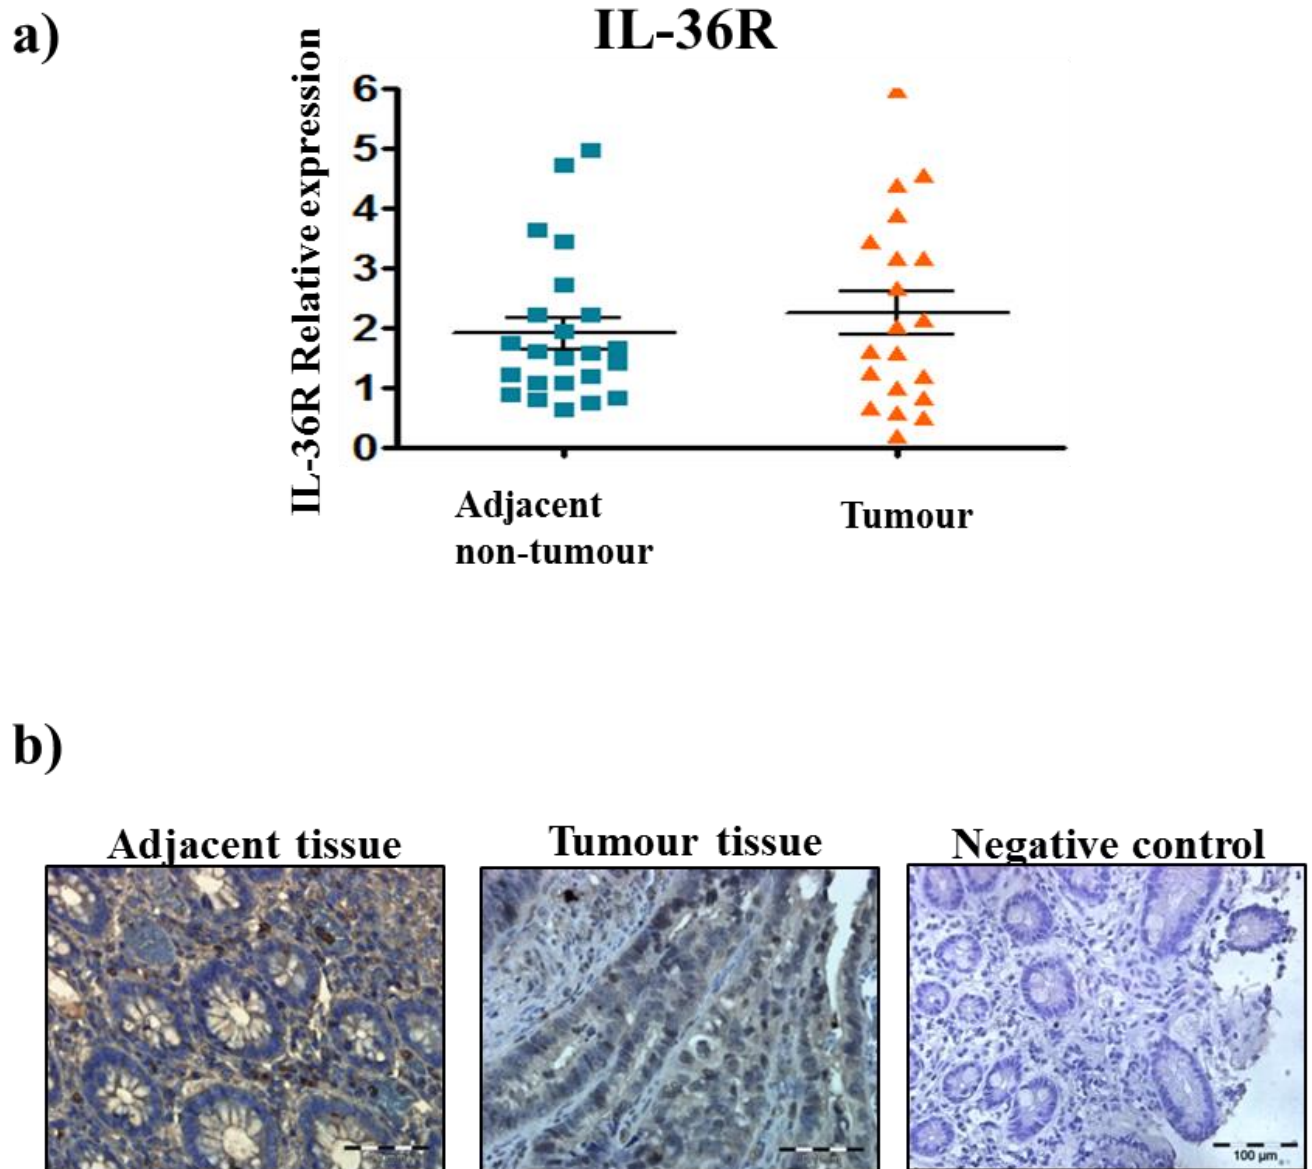 a)
IL-36R
IL-36R Relative expression
6
5
4
3
2
1
0
Adjacent
non-tumour
Tumour
b)
Adjacent tissue
Tumour tissue
Negative control
100 µm